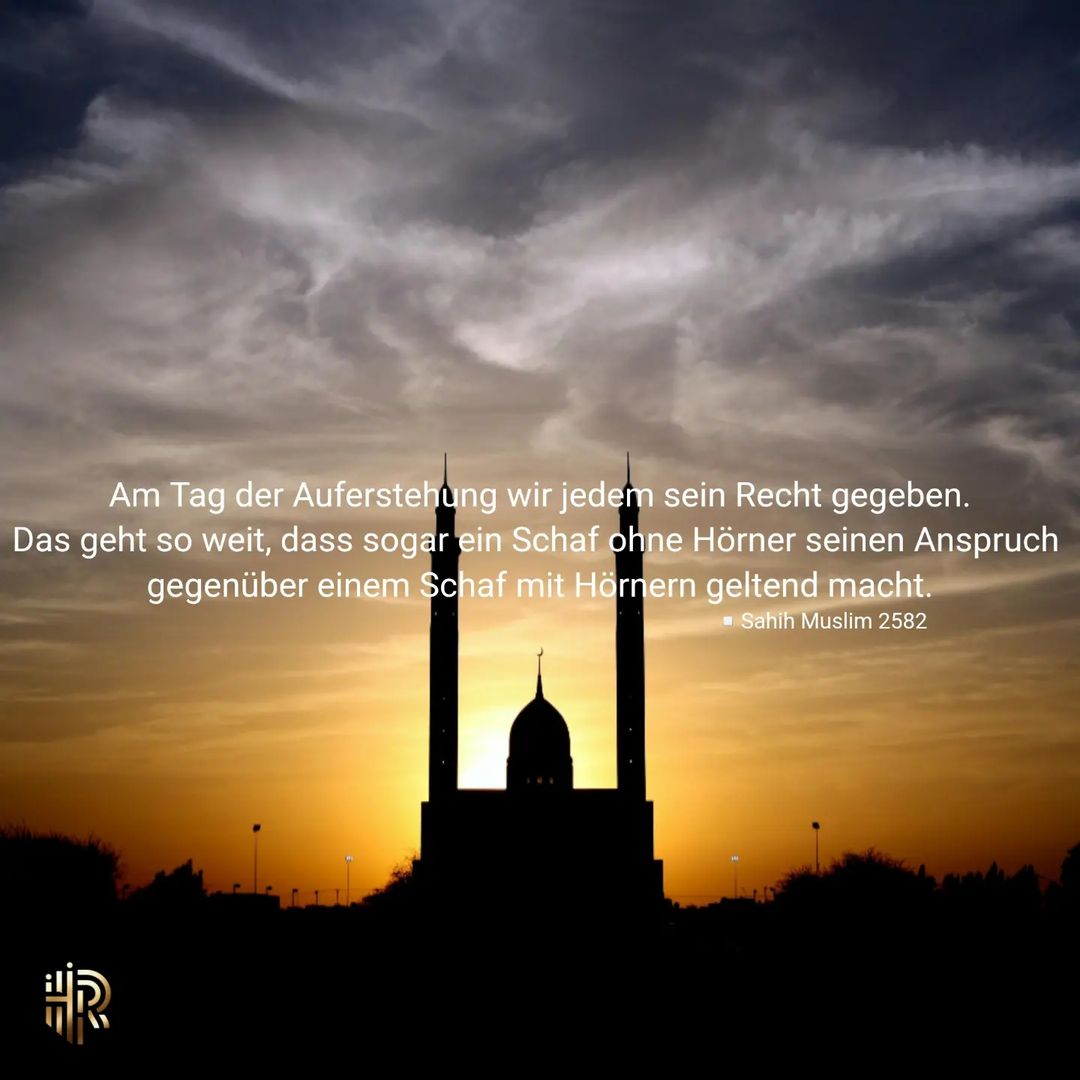 Am Tag der Auferstehung wir jedem sein Recht gegeben.
Das geht so weit, dass sogar ein Schaf ohne Hörner seinen Anspruch
gegenüber einem Schaf mit Hörnern geltend macht.
Sahih Muslim 2582
HR